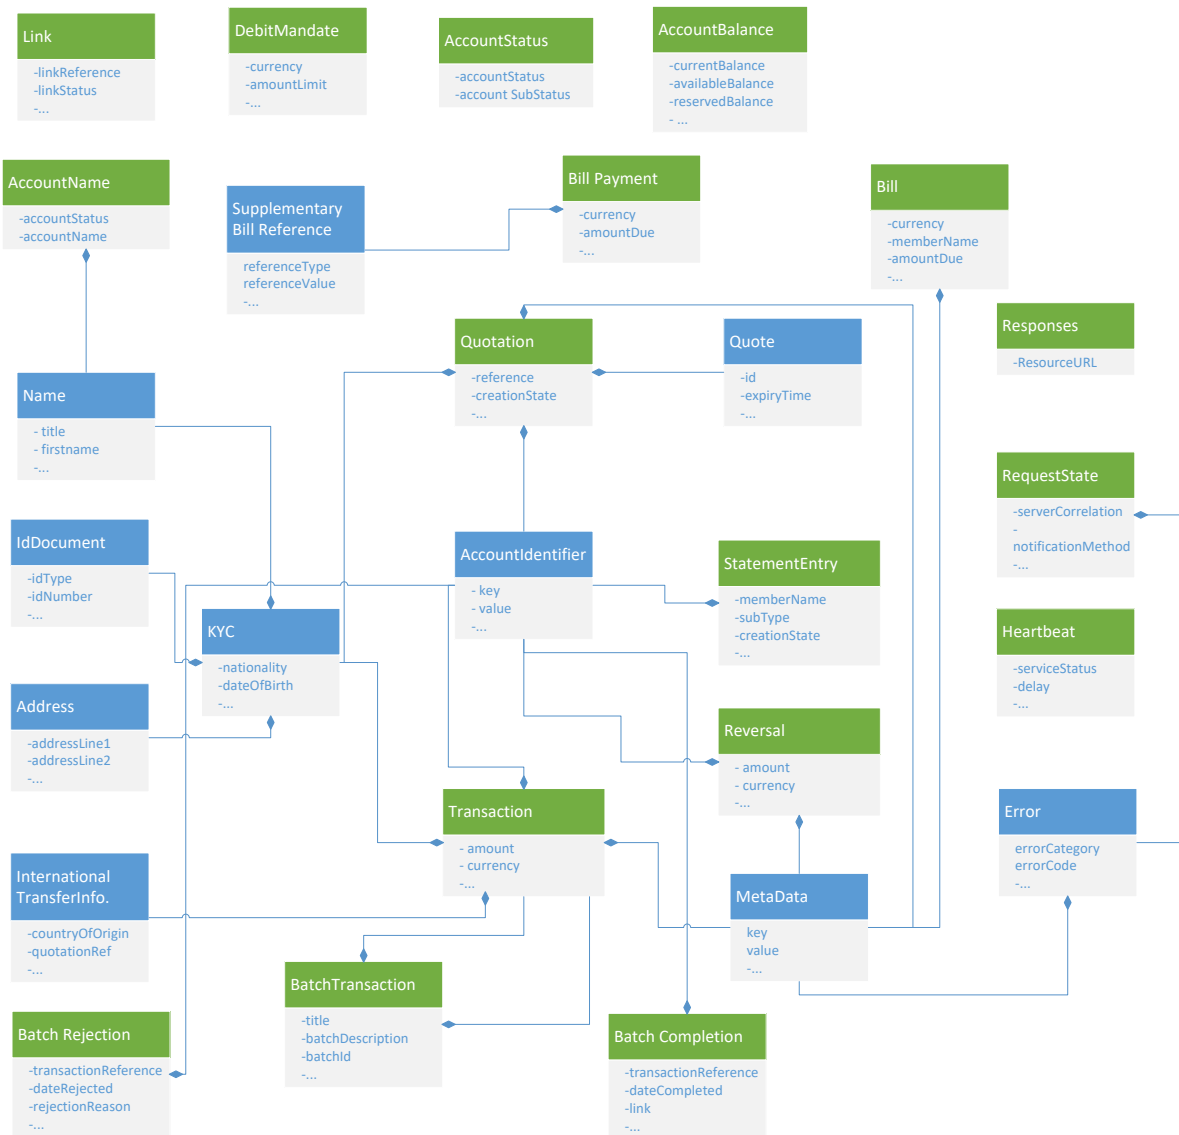 Link
-linkReference
-linkStatus
-...
DebitMandate
-currency
-amountLimit
-...
AccountStatus
-accountStatus
-account SubStatus
AccountBalance
-currentBalance
-availableBalance
-reservedBalance
- ...
AccountName
-accountStatus
-accountName
Supplementary
Bill Reference
referenceType
referenceValue
-...
Bill Payment
-currency
-amountDue
-...
Bill
-currency
-memberName
-amountDue
-...
Quotation
-reference
-creationState
-...
Quote
-id
-expiryTime
-...
Responses
-ResourceURL
Name
- title
- firstname
-...
RequestState
-serverCorrelation
-
notificationMethod
-...
IdDocument
-idType
-idNumber
-...
AccountIdentifier
- key
- value
-...
StatementEntry
-memberName
-subType
-creationState
-...
KYC
-nationality
-dateOfBirth
-...
Heartbeat
-serviceStatus
-delay
-...
Address
-addressLine1
-addressLine2
-...
Reversal
- amount
- currency
-...
Transaction
- amount
- currency
-...
Error
errorCategory
errorCode
-...
International
TransferInfo.
-countryOfOrigin
-quotationRef
-...
MetaData
key
value
-...
BatchTransaction
-title
-batchDescription
-batchId
-...
Batch Rejection
-transactionReference
-dateRejected
-rejectionReason
-...
Batch Completion
-transactionReference
-dateCompleted
-link
-...